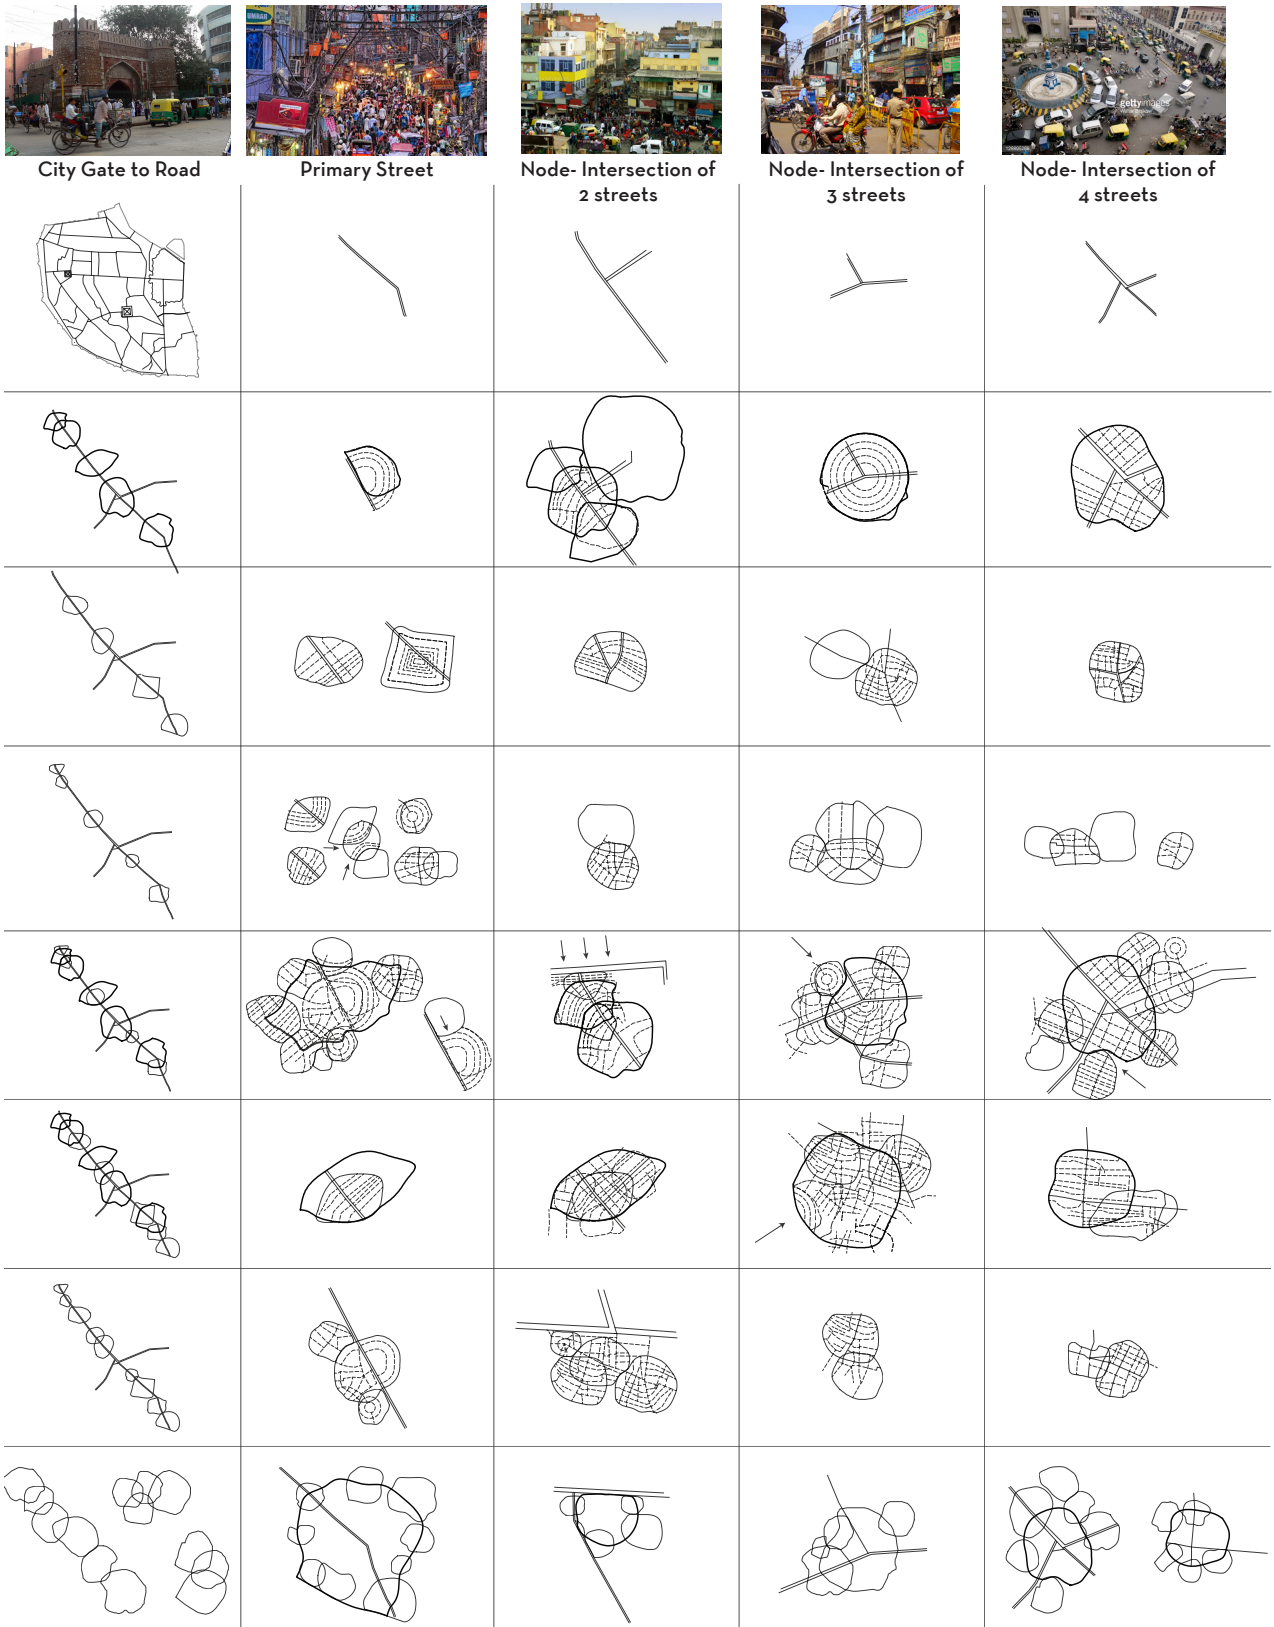 UMRAN
gettyimages
City Gate to Road
Primary Street
Node- Intersection of
2 streets
Node- Intersection of
3 streets
Node- Intersection of
4 streets